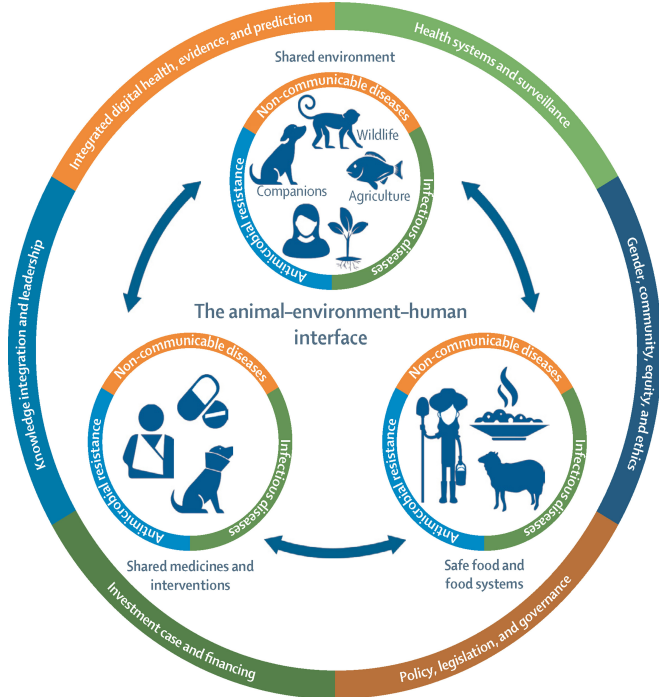 Integrated digital health, evidence, and prediction
Health systems and surveillance
Shared environment
Non-communicable diseases
Wildlife
Companions
Agriculture
Antimicrobial resistance
Infectious diseases
Knowledge integration and leadership
Gender, community, equity, and ethics
The animal–environment–human
interface
Non-communicable diseases
Antimicrobial resistance
Infectious diseases
Non-communicable diseases
Antimicrobial resistance
Infectious diseases
Shared medicines and
interventions
Safe food and
food systems
Investment case and financing
Policy, legislation, and governance